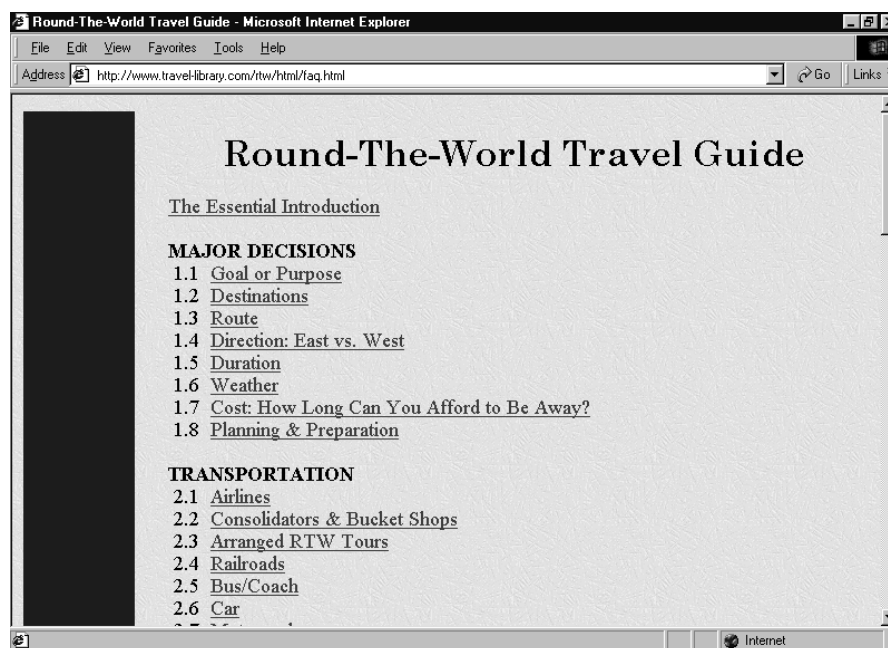 Round-The-World Travel Guide - Microsoft Internet Explorer
File Edit View Favorites Tools Help
Address http://www.travel-library.com/rtw/html/faq.html Go Links
Round-The-World Travel Guide
The Essential Introduction
MAJOR DECISIONS
1.1 Goal or Purpose
1.2 Destinations
1.3 Route
1.4 Direction: East vs. West
1.5 Duration
1.6 Weather
1.7 Cost: How Long Can You Afford to Be Away?
1.8 Planning & Preparation
TRANSPORTATION
2.1 Airlines
2.2 Consolidators & Bucket Shops
2.3 Arranged RTW Tours
2.4 Railroads
2.5 Bus/Coach
2.6 Car
Internet